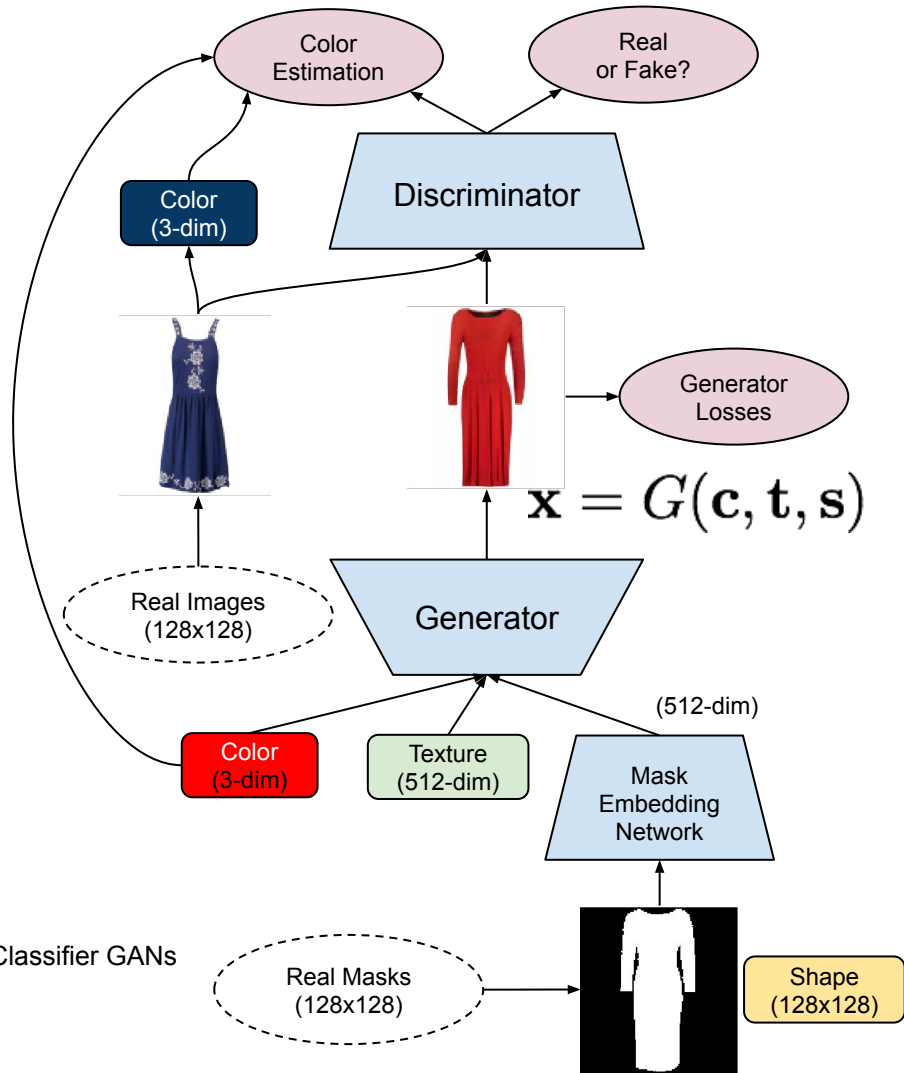 Color
Estimation
Real
or Fake?
Discriminator
Color
(3-dim)
Generator
Losses
x = G(c, t, s)
Real Images
(128x128)
Generator
(512-dim)
Color
(3-dim)
Texture
(512-dim)
Mask
Embedding
Network
Classifier GANs
Real Masks
(128x128)
Shape
(128x128)